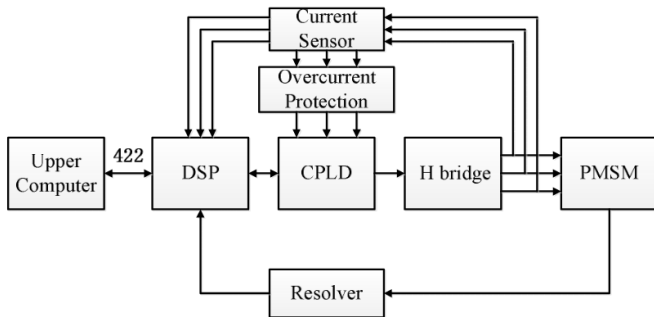 Current
Sensor
Overcurrent
Protection
Upper
Computer
422
DSP
CPLD
H bridge
PMSM
Resolver